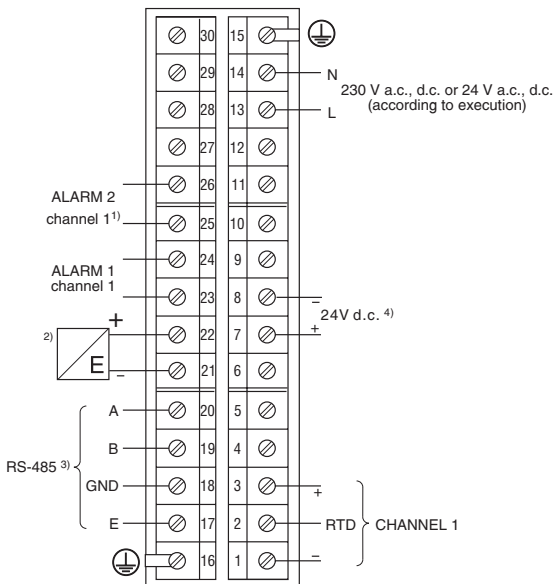 30 15
29 14 N
230 V a.c., d.c. or 24 V a.c., d.c.
(according to execution)
28 13 L
27 12
26 11
ALARM 2
channel 1 1)
25 10
24 9
ALARM 1
channel 1
23 8 –
24V d.c. 4)
2) E + 22 7 +
– 21 6
A 20 5
B 19 4
RS-485 3)
GND 18 3 +
E 17 2 RTD CHANNEL 1
16 1 –